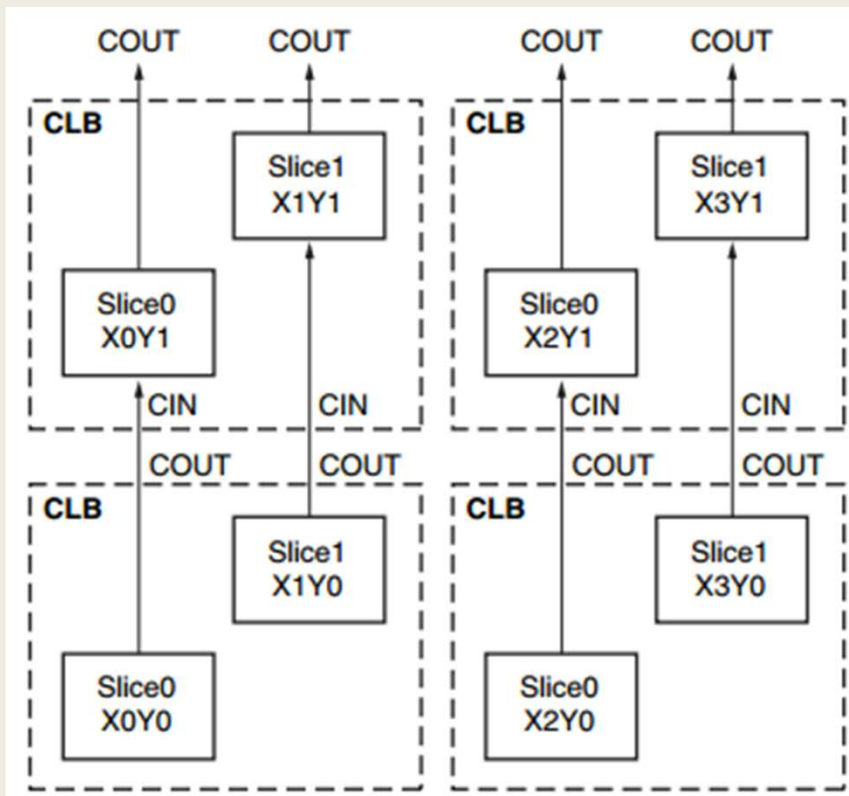 COUT COUT COUT COUT
CLB CLB
Slice1 Slice1
X1Y1 X3Y1
Slice0 Slice0
X0Y1 X2Y1
CIN CIN CIN CIN
COUT COUT COUT COUT
CLB CLB
Slice1 Slice1
X1Y0 X3Y0
Slice0 Slice0
X0Y0 X2Y0